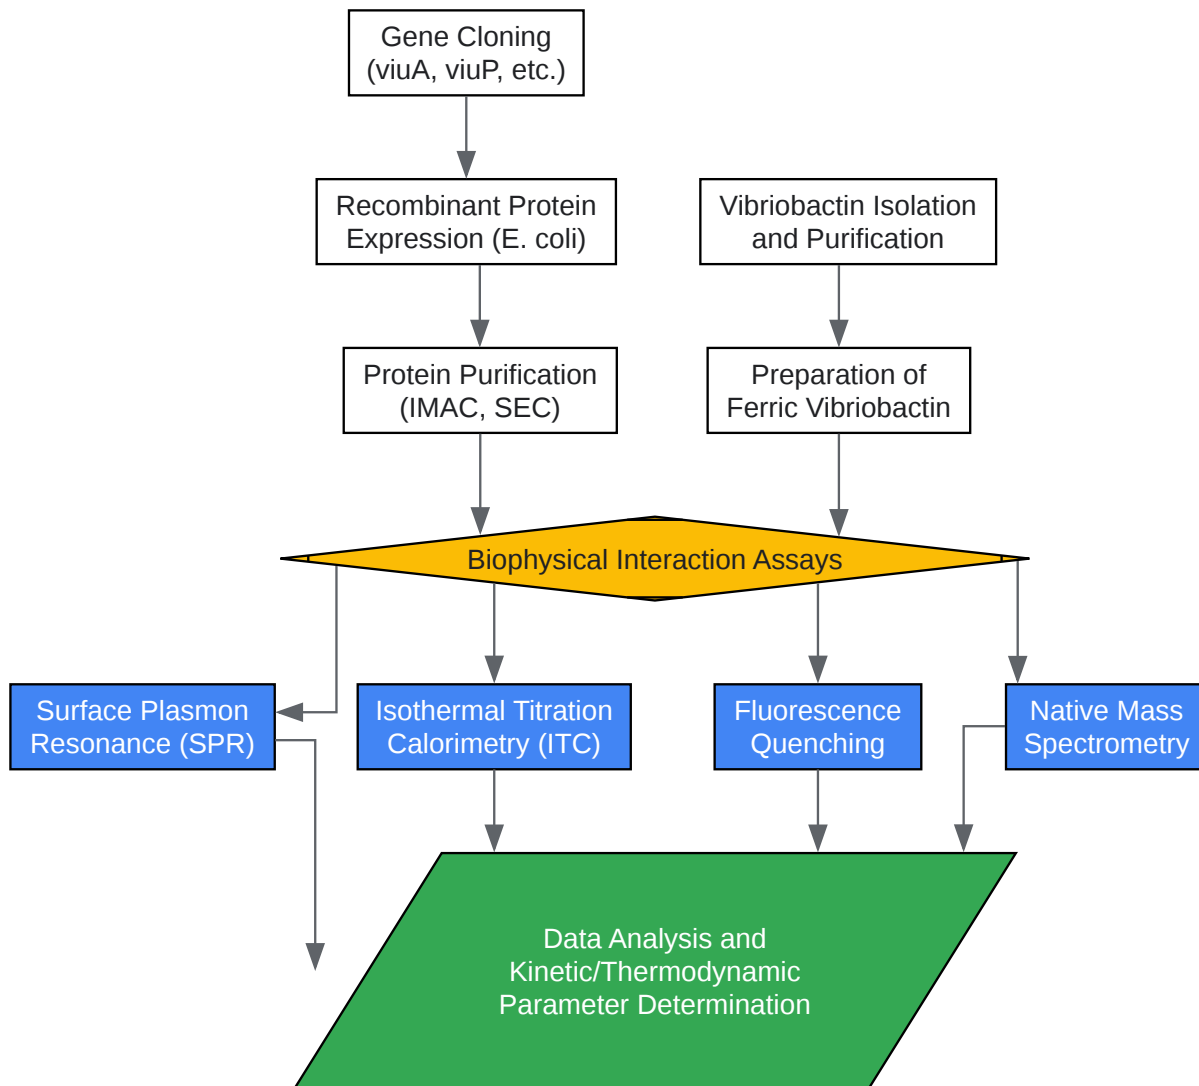 Gene Cloning
(viuA, viuP, etc.)
Recombinant Protein
Expression (E. coli)
Vibriobactin Isolation
and Purification
Protein Purification
(IMAC, SEC)
Preparation of
Ferric Vibriobactin
Biophysical Interaction Assays
Surface Plasmon
Resonance (SPR)
Isothermal Titration
Calorimetry (ITC)
Fluorescence
Quenching
Native Mass
Spectrometry
Data Analysis and
Kinetic/Thermodynamic
Parameter Determination